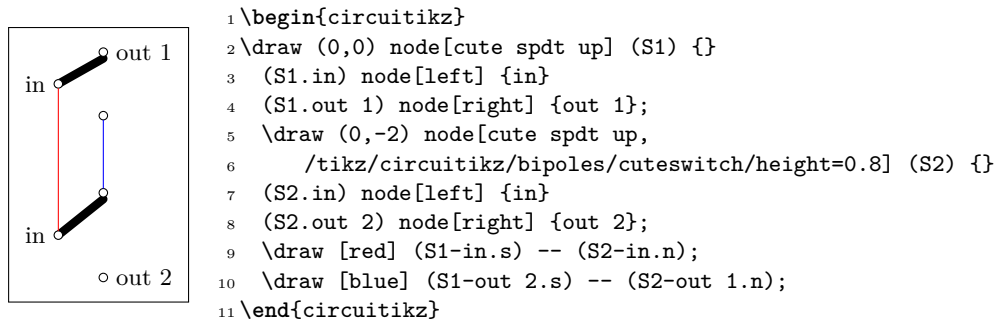 out 1
in
in
out 2
1 \begin{circuitikz}
2 \draw (0,0) node[cute spdt up] (S1) {}
3 (S1.in) node[left] {in}
4 (S1.out 1) node[right] {out 1};
5 \draw (0,-2) node[cute spdt up,
6 /tikz/circuitikz/bipoles/cuteswitch/height=0.8] (S2) {}
7 (S2.in) node[left] {in}
8 (S2.out 2) node[right] {out 2};
9 \draw [red] (S1-in.s) -- (S2-in.n);
10 \draw [blue] (S1-out 2.s) -- (S2-out 1.n);
11 \end{circuitikz}